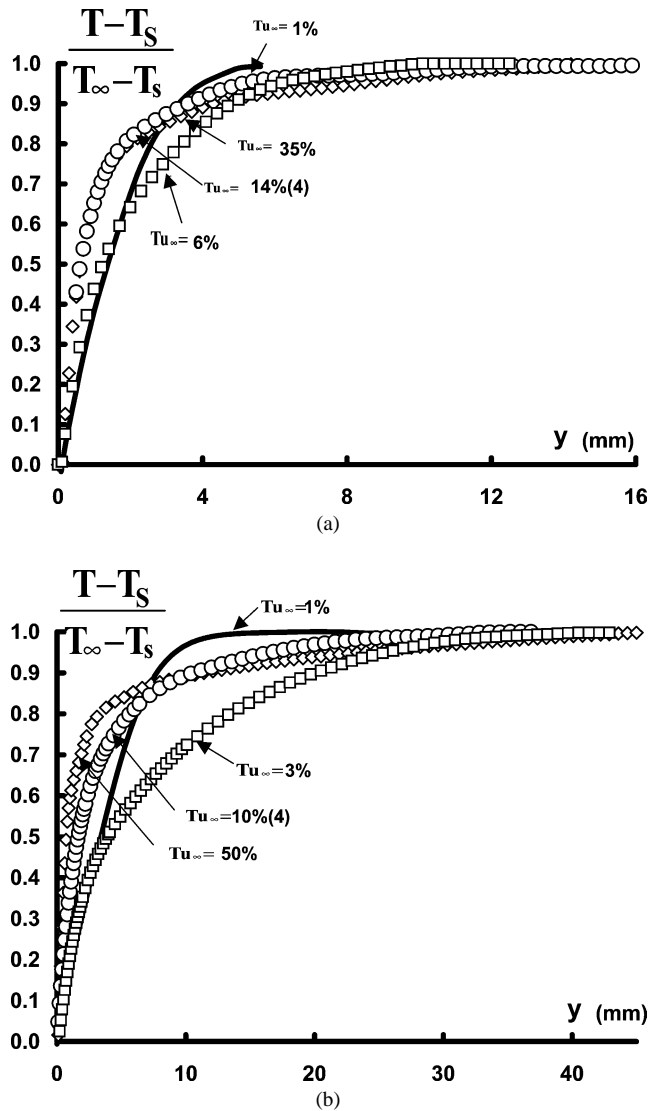 T−TS
T∞−Ts
1.0
0.9
0.8
0.7
0.6
0.5
0.4
0.3
0.2
0.1
0.0
Tu∞= 1%
Tu∞= 35%
Tu∞= 14%(4)
Tu∞= 6%
y (mm)
0 4 8 12 16
(a)
T−TS
T∞−Ts
1.0
0.9
0.8
0.7
0.6
0.5
0.4
0.3
0.2
0.1
0.0
Tu∞=1%
Tu∞=3%
Tu∞=10%(4)
Tu∞= 50%
y (mm)
0 10 20 30 40
(b)